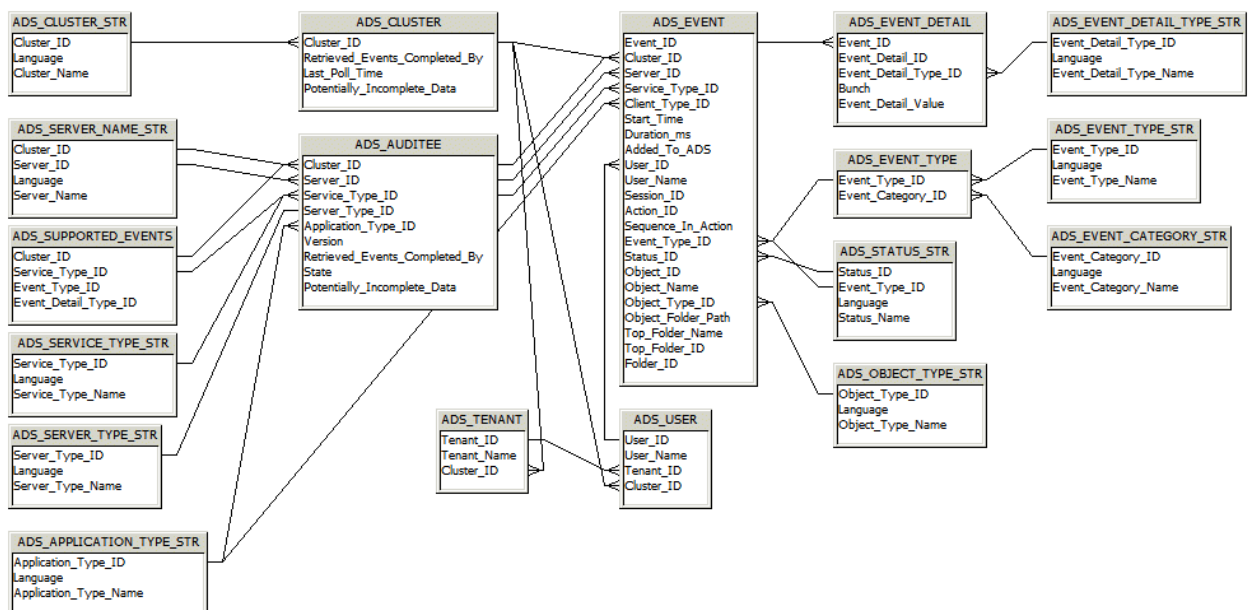 ADS_CLUSTER_STR
Cluster_ID
Language
Cluster_Name
ADS_CLUSTER
Cluster_ID
Retrieved_Events_Completed_By
Last_Poll_Time
Potentially_Incomplete_Data
ADS_EVENT
Event_ID
Cluster_ID
Server_ID
Service_Type_ID
Client_Type_ID
Start_Time
Duration_ms
Added_To_ADS
User_ID
User_Name
Session_ID
Action_ID
Sequence_In_Action
Event_Type_ID
Status_ID
Object_ID
Object_Name
Object_Type_ID
Object_Folder_Path
Top_Folder_Name
Top_Folder_ID
Folder_ID
ADS_EVENT_DETAIL
Event_ID
Event_Detail_ID
Event_Detail_Type_ID
Bunch
Event_Detail_Value
ADS_EVENT_DETAIL_TYPE_STR
Event_Detail_Type_ID
Language
Event_Detail_Type_Name
ADS_SERVER_NAME_STR
Cluster_ID
Server_ID
Language
Server_Name
ADS_AUDITEE
Cluster_ID
Server_ID
Service_Type_ID
Server_Type_ID
Application_Type_ID
Version
Retrieved_Events_Completed_By
State
Potentially_Incomplete_Data
ADS_EVENT_TYPE
Event_Type_ID
Event_Category_ID
ADS_EVENT_TYPE_STR
Event_Type_ID
Language
Event_Type_Name
ADS_SUPPORTED_EVENTS
Cluster_ID
Service_Type_ID
Event_Type_ID
Event_Detail_Type_ID
ADS_STATUS_STR
Status_ID
Event_Type_ID
Language
Status_Name
ADS_EVENT_CATEGORY_STR
Event_Category_ID
Language
Event_Category_Name
ADS_SERVICE_TYPE_STR
Service_Type_ID
Language
Service_Type_Name
ADS_OBJECT_TYPE_STR
Object_Type_ID
Language
Object_Type_Name
ADS_SERVER_TYPE_STR
Server_Type_ID
Language
Server_Type_Name
ADS_TENANT
Tenant_ID
Tenant_Name
Cluster_ID
ADS_USER
User_ID
User_Name
Tenant_ID
Cluster_ID
ADS_APPLICATION_TYPE_STR
Application_Type_ID
Language
Application_Type_Name